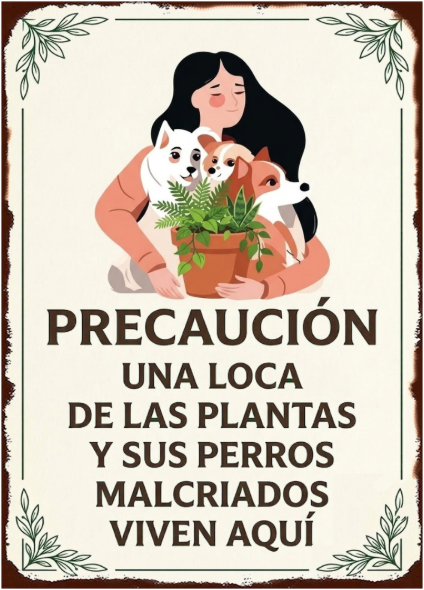 PRECAUCIÓN
UNA LOCA
DE LAS PLANTAS
Y SUS PERROS
MALCRIADOS
VIVEN AQUÍ